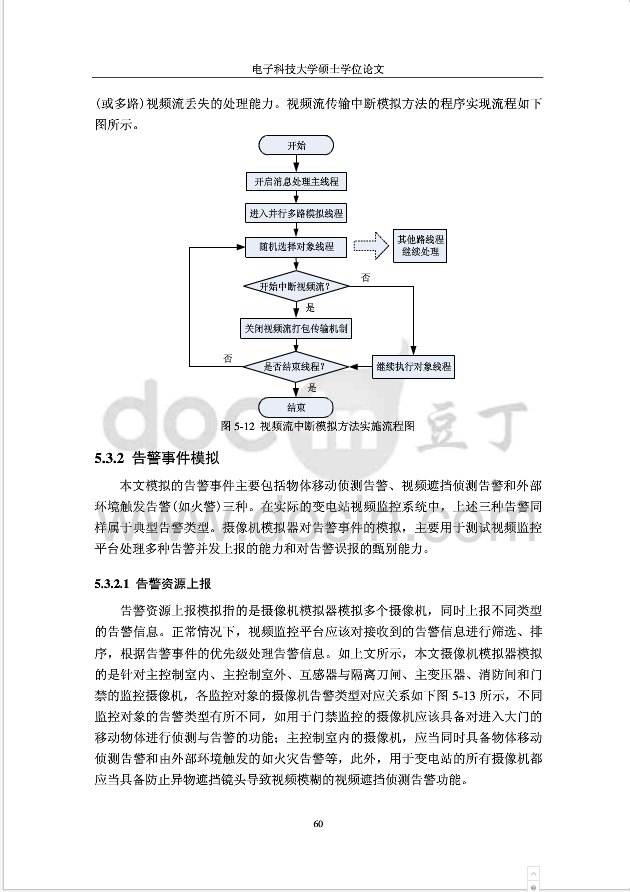 电子科技大学硕士学位论文
(或多路)视频流丢失的处理能力。视频流传输中断模拟方法的程序实现流程如下
图所示。
开始
开启消息处理主线程
进入并行多路模拟线程
随机选择对象线程
其他路线程
继续处理
开始中断视频流？
否
是
关闭视频流打包传输机制
否
是否结束线程？
继续执行对象线程
是
结束
图 5-12 视频流中断模拟方法实施流程图
docin 豆丁
5.3.2 告警事件模拟
本文模拟的告警事件主要包括物体移动侦测告警、视频遮挡侦测告警和外部
环境触发告警(如火警)三种。在实际的变电站视频监控系统中，上述三种告警同
样属于典型告警类型。摄像机模拟器对告警事件的模拟，主要用于测试视频监控
平台处理多种告警并发上报的能力和对告警误报的甄别能力。
www.docin.com
5.3.2.1 告警资源上报
告警资源上报模拟指的是摄像机模拟器模拟多个摄像机，同时上报不同类型
的告警信息。正常情况下，视频监控平台应该对接收到的告警信息进行筛选、排
序，根据告警事件的优先级处理告警信息。如上文所示，本文摄像机模拟器模拟
的是针对主控制室内、主控制室外、互感器与隔离刀闸、主变压器、消防间和门
禁的监控摄像机，各监控对象的摄像机告警类型对应关系如下图 5-13 所示，不同
监控对象的告警类型有所不同，如用于门禁监控的摄像机应该具备对进入大门的
移动物体进行侦测与告警的功能；主控制室内的摄像机，应当同时具备物体移动
侦测告警和由外部环境触发的如火灾告警等，此外，用于变电站的所有摄像机都
应当具备防止异物遮挡镜头导致视频模糊的视频遮挡侦测告警功能。
60